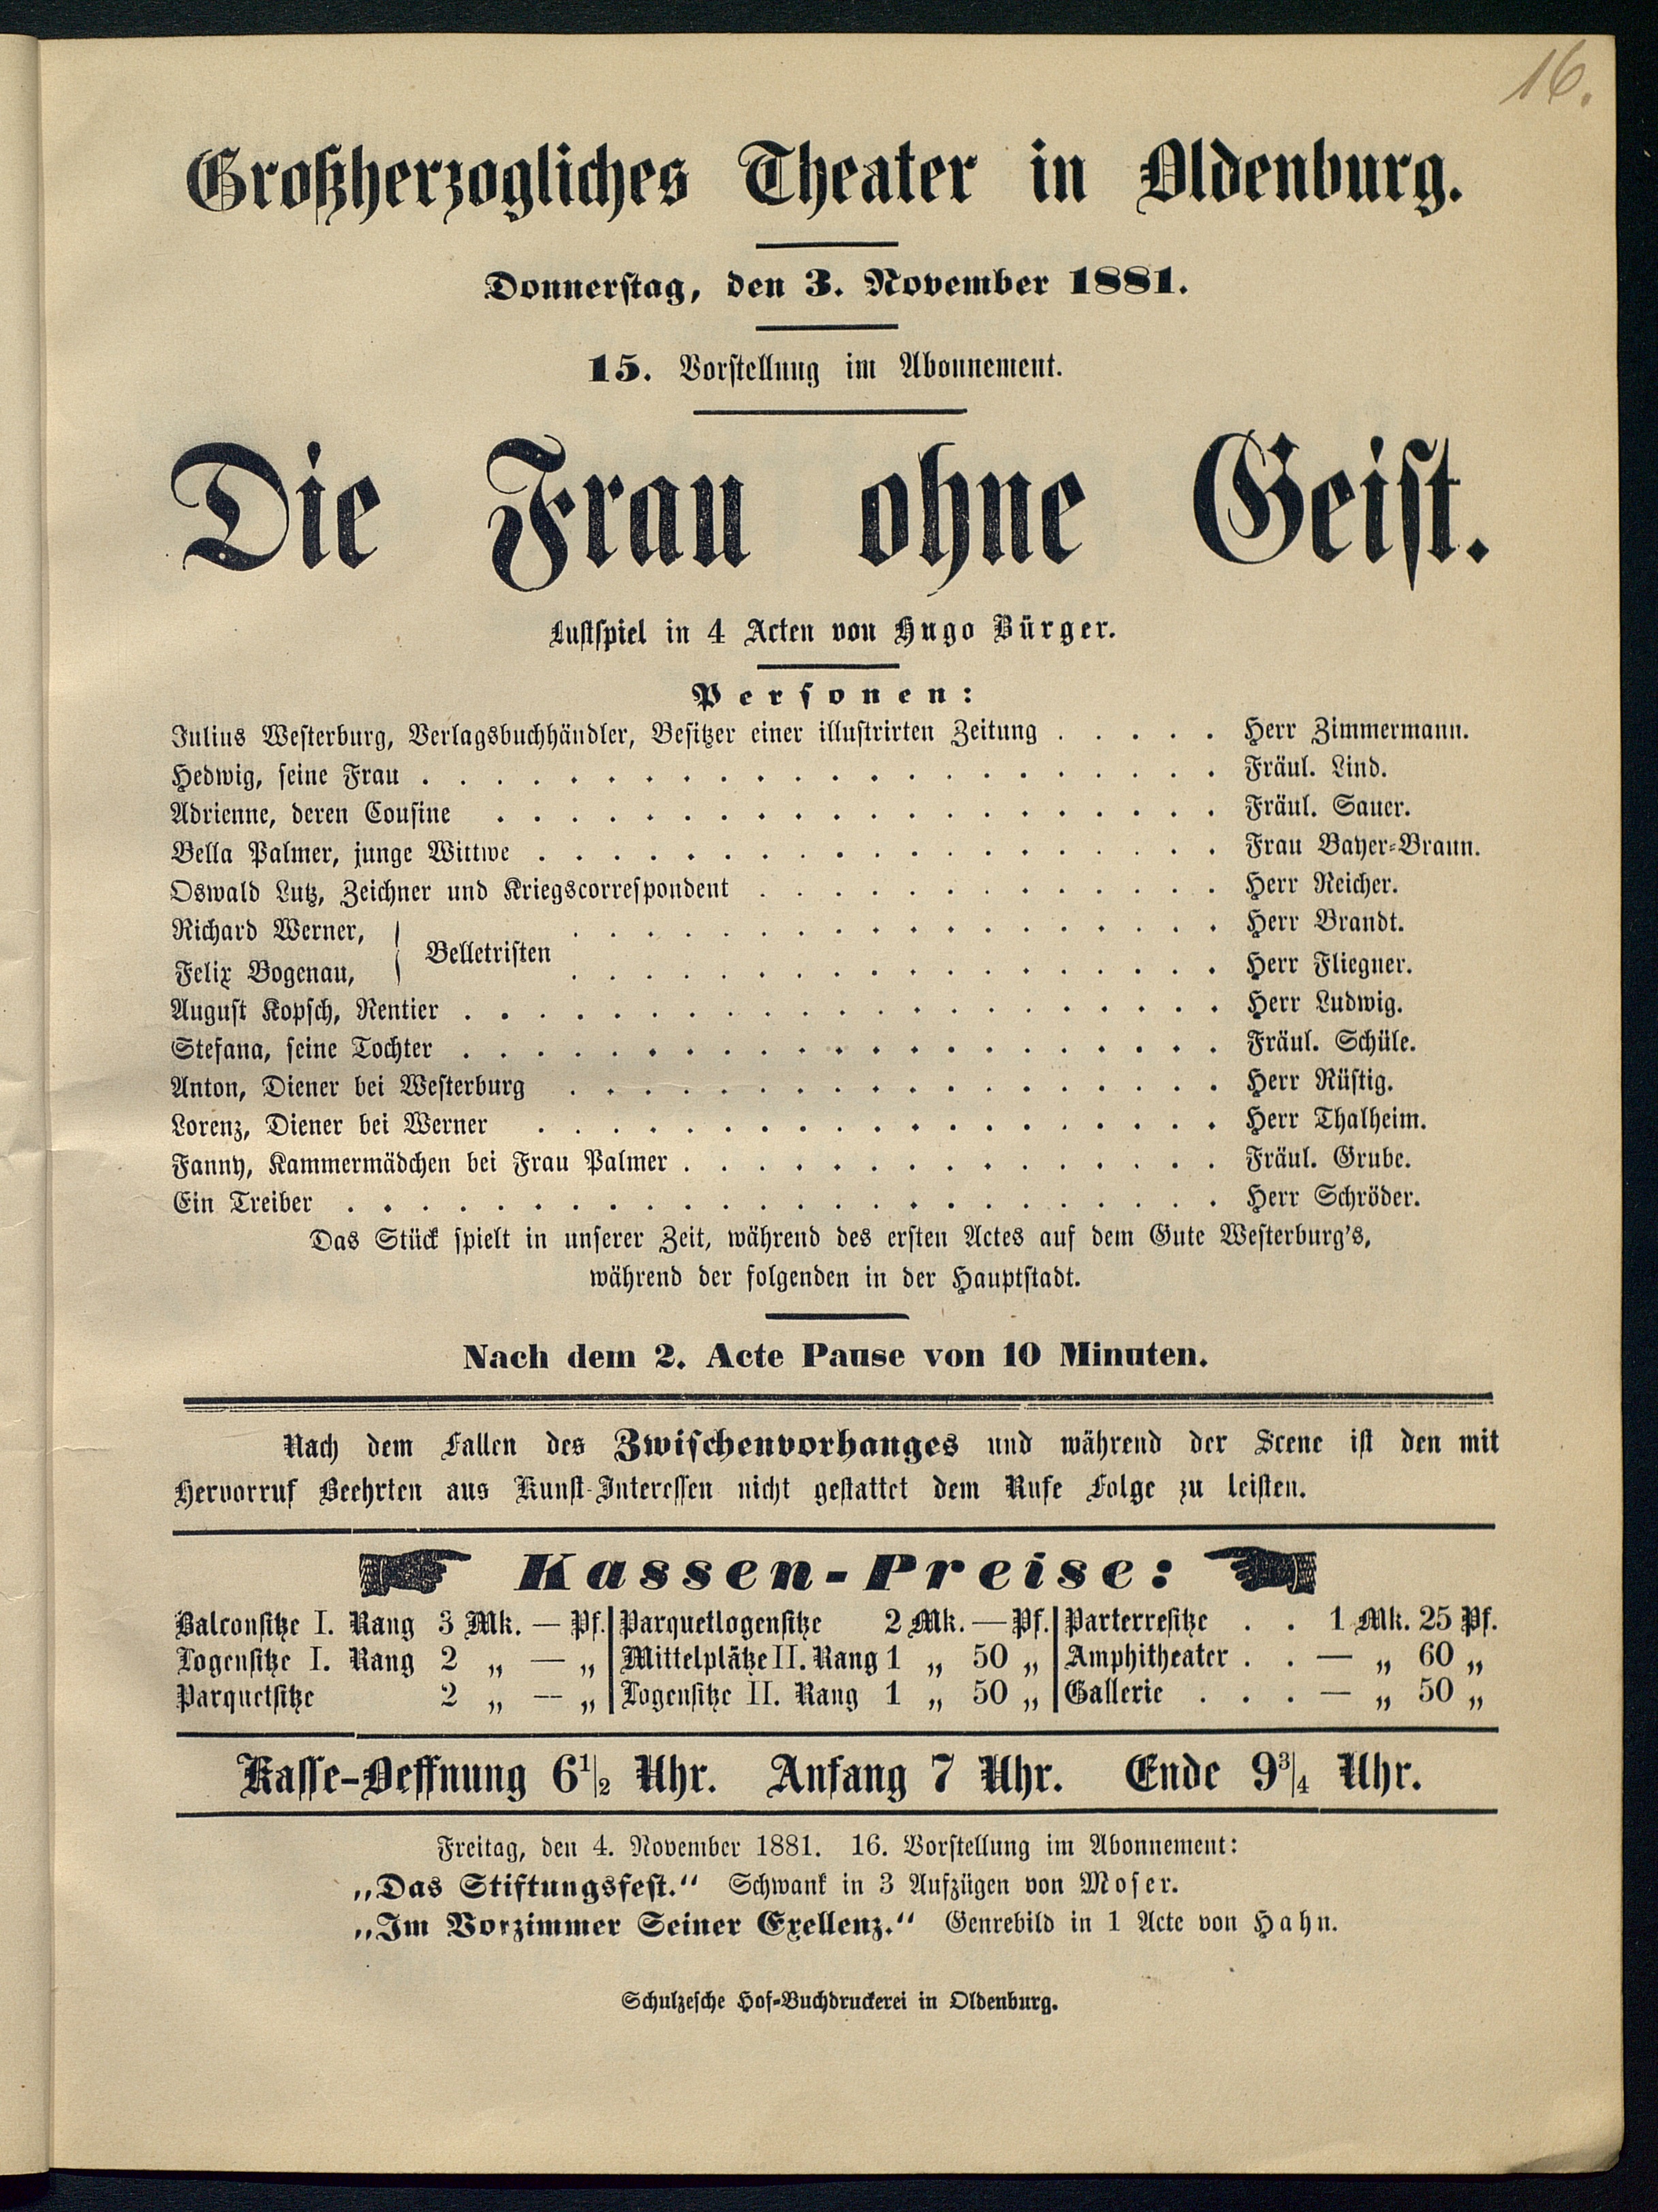 16.
Großherzogliches Theater in Oldenburg.
Donnerstag, den 3. November 1881.
15. Vorstellung im Abonnement.
Die Frau ohne Geist.
Lustspiel in 4 Acten von Hugo Bürger.
Personen:
Julius Westerburg, Verlagsbuchhändler, Besitzer einer illustrirten Zeitung . . . . . Herr Zimmermann.
Hedwig, seine Frau . . . . . Fräul. Lind.
Adrienne, deren Cousine . . . . . Fräul. Sauer.
Bella Palmer, junge Wittwe . . . . . Frau Bayer-Braun.
Oswald Lutz, Zeichner und Kriegscorrespondent . . . . . Herr Reicher.
Richard Werner, } Belletristen . . . . . Herr Brandt.
Felix Bogenau, } . . . . . Herr Fliegner.
August Kopsch, Rentier . . . . . Herr Ludwig.
Stefana, seine Tochter . . . . . Fräul. Schüle.
Anton, Diener bei Westerburg . . . . . Herr Rüstig.
Lorenz, Diener bei Werner . . . . . Herr Thalheim.
Fanny, Kammermädchen bei Frau Palmer . . . . . Fräul. Grube.
Ein Treiber . . . . . Herr Schröder.
Das Stück spielt in unserer Zeit, während des ersten Actes auf dem Gute Westerburg's,
während der folgenden in der Hauptstadt.
Nach dem 2. Acte Pause von 10 Minuten.
Nach dem Fallen des Zwischenvorhanges und während der Scene ist den mit
Hervorruf Beehrten aus Kunst-Interessen nicht gestattet dem Rufe Folge zu leisten.
Kassen-Preise:
Balconsitze I. Rang 3 Mk. — Pf. | Parquetlogensitze 2 Mk. — Pf. | Parterresitze . . 1 Mk. 25 Pf.
Logensitze I. Rang 2 „ — „ | Mittelplätze II. Rang 1 „ 50 „ | Amphitheater . . — „ 60 „
Parquetsitze 2 „ — „ | Logensitze II. Rang 1 „ 50 „ | Gallerie . . . — „ 50 „
Kasse-Oeffnung 6½ Uhr. Anfang 7 Uhr. Ende 9¾ Uhr.
Freitag, den 4. November 1881. 16. Vorstellung im Abonnement:
„Das Stiftungsfest.“ Schwank in 3 Aufzügen von Moser.
„Im Vorzimmer Seiner Exellenz.“ Genrebild in 1 Acte von Hahn.
Schulzesche Hof-Buchdruckerei in Oldenburg.